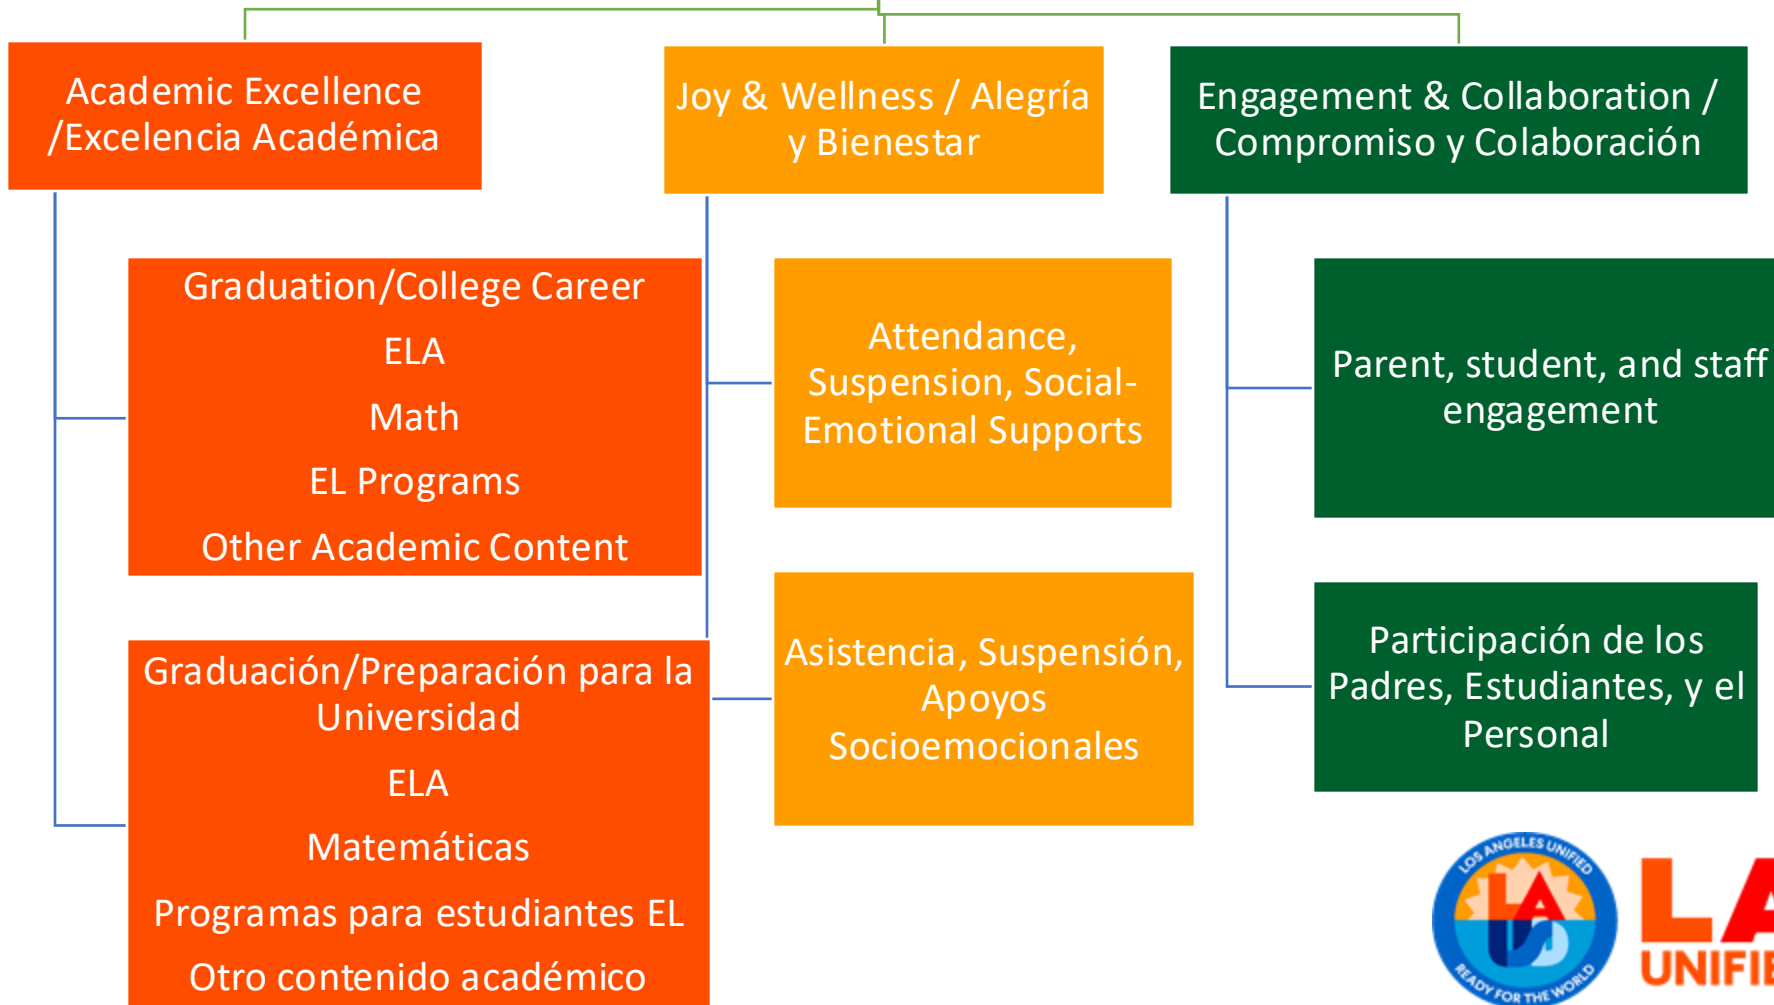 Academic Excellence
/Excelencia Académica
Joy & Wellness / Alegría
y Bienestar
Engagement & Collaboration /
Compromiso y Colaboración
Graduation/College Career
ELA
Math
EL Programs
Other Academic Content
Attendance,
Suspension, Social-
Emotional Supports
Parent, student, and staff
engagement
Graduación/Preparación para la
Universidad
ELA
Matemáticas
Programas para estudiantes EL
Otro contenido académico
Asistencia, Suspensión,
Apoyos
Socioemocionales
Participación de los
Padres, Estudiantes, y el
Personal
LOS ANGELES UNIFIED
LAUSD
READY FOR THE WORLD
LA
UNIFIE